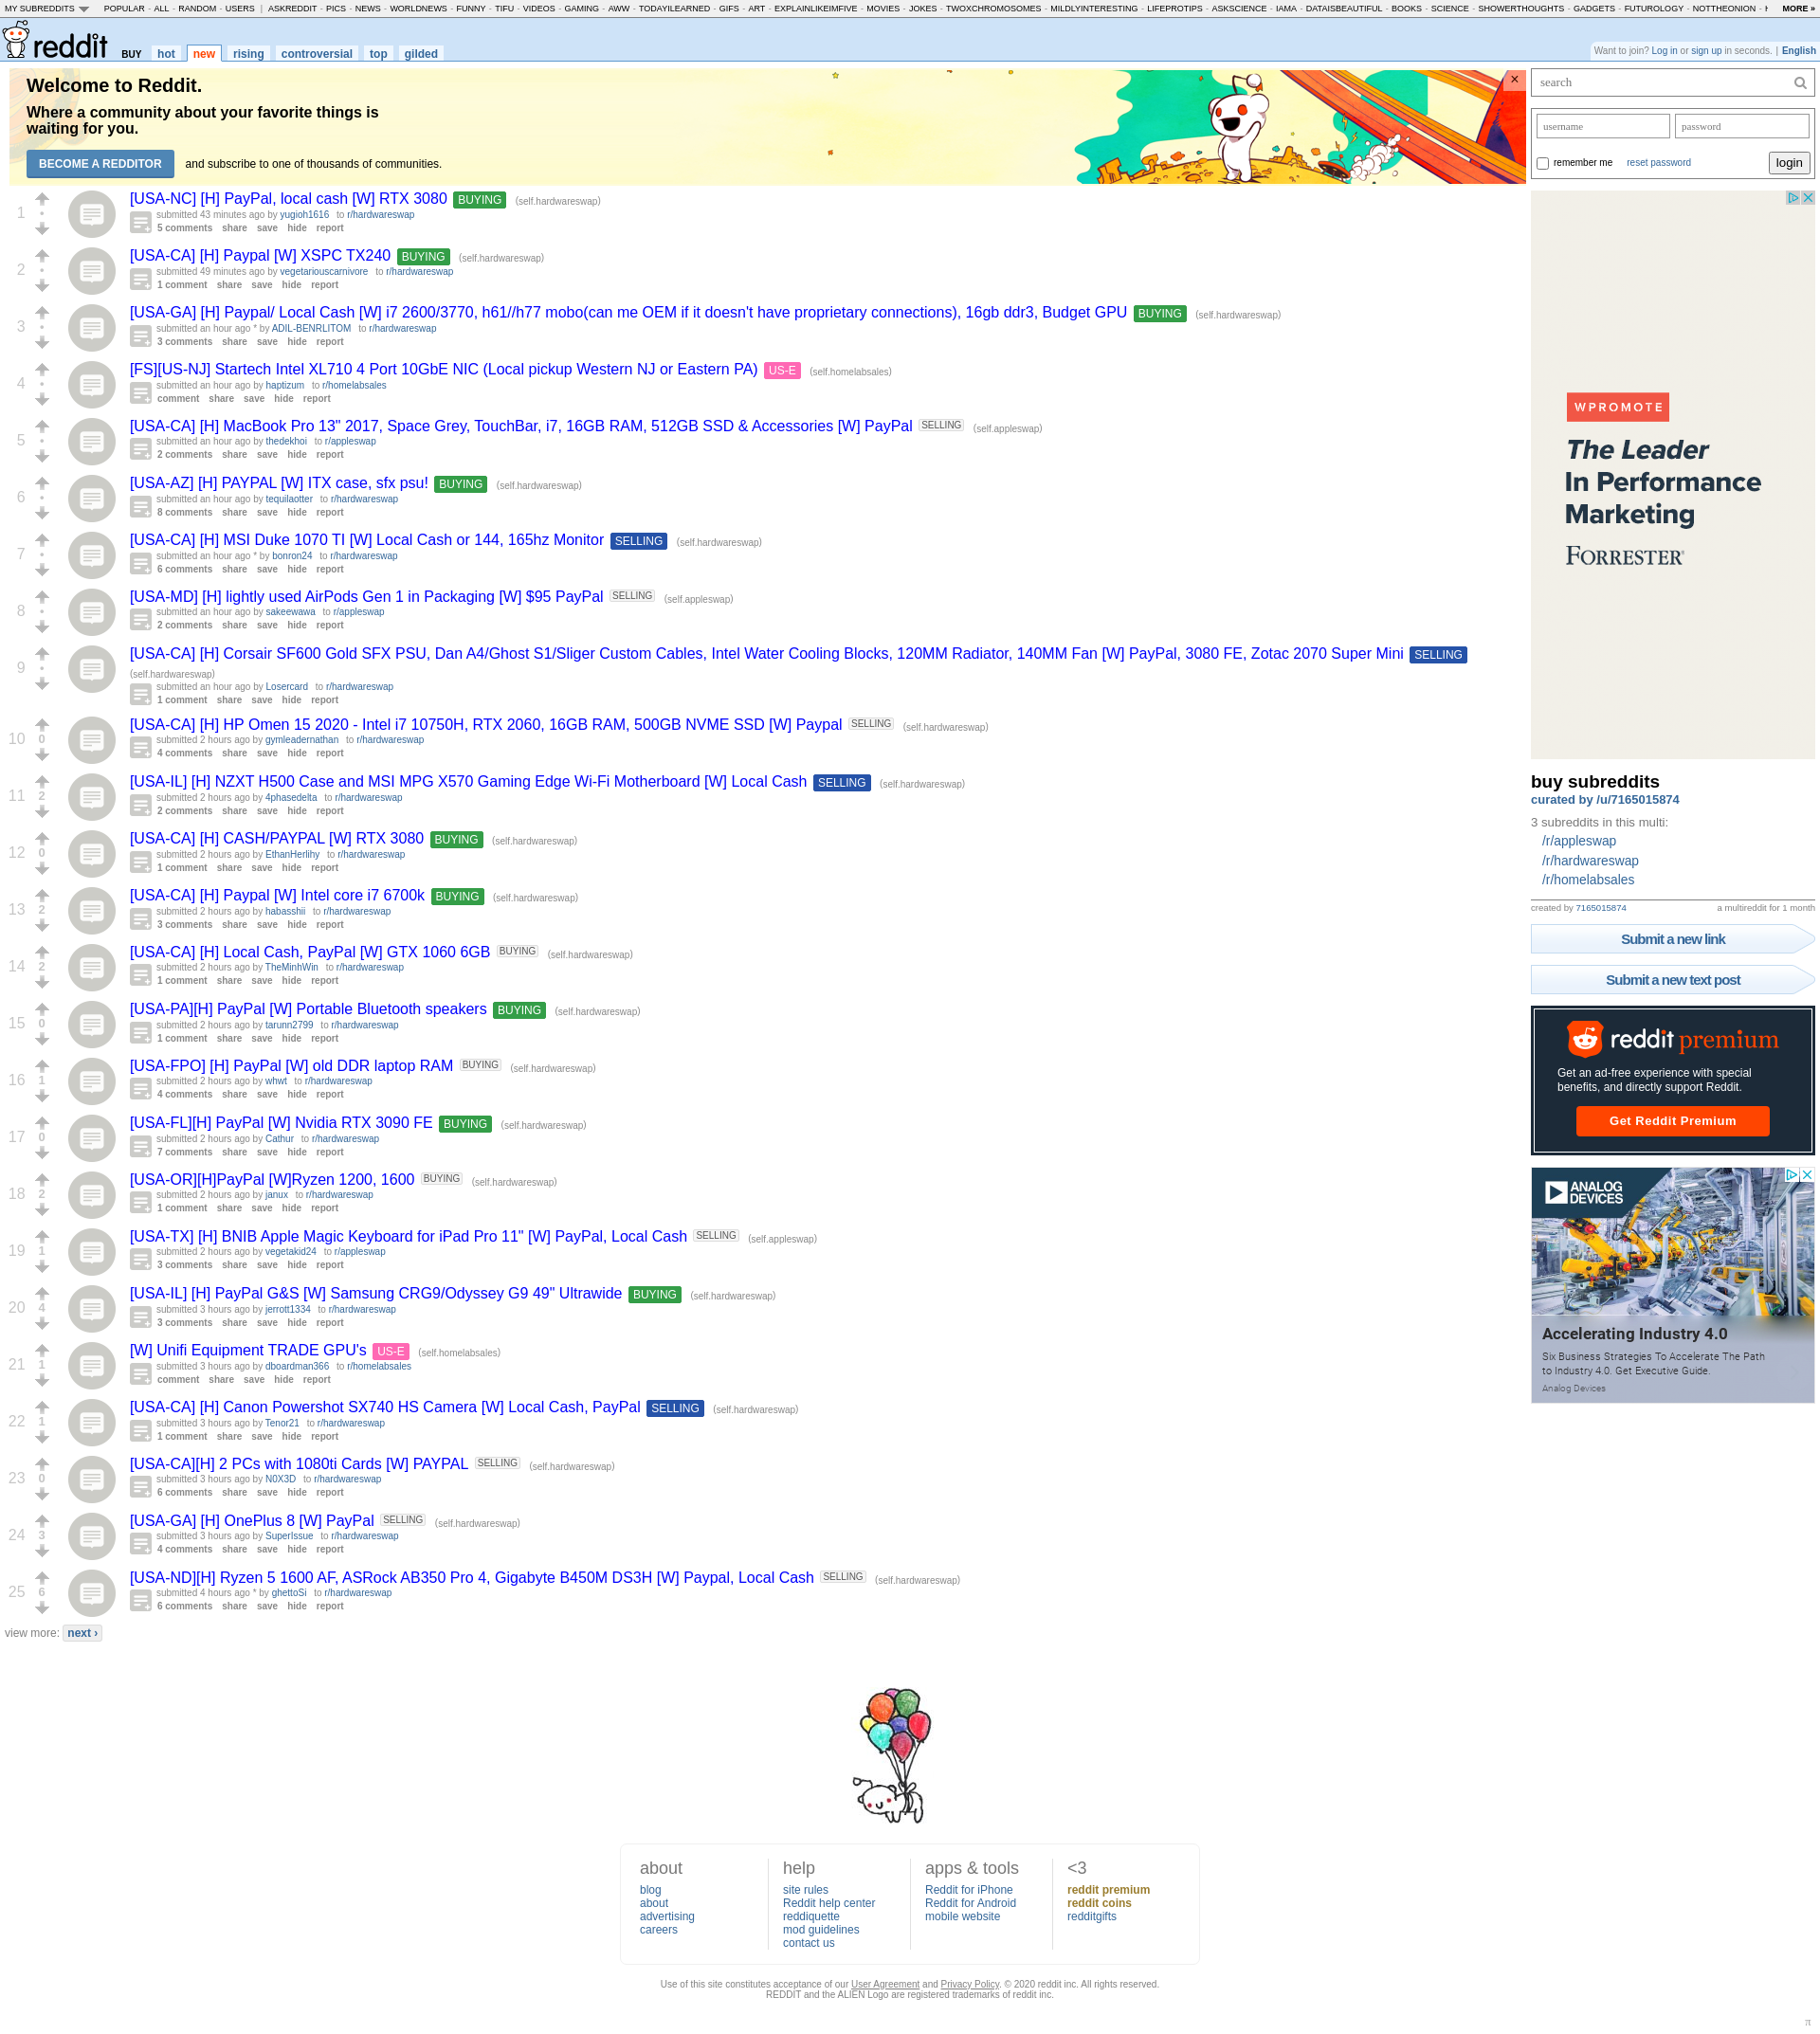 MY SUBREDDITS POPULAR - ALL - RANDOM - USERS | ASKREDDIT - PICS - NEWS - WORLDNEWS - FUNNY - TIFU - VIDEOS - GAMING - AWW - TODAYILEARNED - GIFS - ART - EXPLAINLIKEIMFIVE - MOVIES - JOKES - TWOXCHROMOSOMES - MILDLYINTERESTING - LIFEPROTIPS - ASKSCIENCE - IAMA - DATAISBEAUTIFUL - BOOKS - SCIENCE - SHOWERTHOUGHTS - GADGETS - FUTUROLOGY - NOTTHEONION - MORE »
reddit BUY hot new rising controversial top gilded
Want to join? Log in or sign up in seconds. | English
Welcome to Reddit.
Where a community about your favorite things is
waiting for you.
BECOME A REDDITOR and subscribe to one of thousands of communities.
1
[USA-NC] [H] PayPal, local cash [W] RTX 3080 BUYING (self.hardwareswap)
submitted 43 minutes ago by yugioh1616 to r/hardwareswap
5 comments share save hide report
2
[USA-CA] [H] Paypal [W] XSPC TX240 BUYING (self.hardwareswap)
submitted 49 minutes ago by vegetariouscarnivore to r/hardwareswap
1 comment share save hide report
3
[USA-GA] [H] Paypal/ Local Cash [W] i7 2600/3770, h61//h77 mobo(can me OEM if it doesn't have proprietary connections), 16gb ddr3, Budget GPU BUYING (self.hardwareswap)
submitted an hour ago * by ADIL-BENRLITOM to r/hardwareswap
3 comments share save hide report
4
[FS][US-NJ] Startech Intel XL710 4 Port 10GbE NIC (Local pickup Western NJ or Eastern PA) US-E (self.homelabsales)
submitted an hour ago by haptizum to r/homelabsales
comment share save hide report
5
[USA-CA] [H] MacBook Pro 13" 2017, Space Grey, TouchBar, i7, 16GB RAM, 512GB SSD & Accessories [W] PayPal SELLING (self.appleswap)
submitted an hour ago by thedekhoi to r/appleswap
2 comments share save hide report
6
[USA-AZ] [H] PAYPAL [W] ITX case, sfx psu! BUYING (self.hardwareswap)
submitted an hour ago by tequilaotter to r/hardwareswap
8 comments share save hide report
7
[USA-CA] [H] MSI Duke 1070 TI [W] Local Cash or 144, 165hz Monitor SELLING (self.hardwareswap)
submitted an hour ago * by bonron24 to r/hardwareswap
6 comments share save hide report
8
[USA-MD] [H] lightly used AirPods Gen 1 in Packaging [W] $95 PayPal SELLING (self.appleswap)
submitted an hour ago by sakeewawa to r/appleswap
2 comments share save hide report
9
[USA-CA] [H] Corsair SF600 Gold SFX PSU, Dan A4/Ghost S1/Sliger Custom Cables, Intel Water Cooling Blocks, 120MM Radiator, 140MM Fan [W] PayPal, 3080 FE, Zotac 2070 Super Mini SELLING
(self.hardwareswap)
submitted an hour ago by Losercard to r/hardwareswap
1 comment share save hide report
10 0
[USA-CA] [H] HP Omen 15 2020 - Intel i7 10750H, RTX 2060, 16GB RAM, 500GB NVME SSD [W] Paypal SELLING (self.hardwareswap)
submitted 2 hours ago by gymleadernathan to r/hardwareswap
4 comments share save hide report
11 2
[USA-IL] [H] NZXT H500 Case and MSI MPG X570 Gaming Edge Wi-Fi Motherboard [W] Local Cash SELLING (self.hardwareswap)
submitted 2 hours ago by 4phasedelta to r/hardwareswap
2 comments share save hide report
12 0
[USA-CA] [H] CASH/PAYPAL [W] RTX 3080 BUYING (self.hardwareswap)
submitted 2 hours ago by EthanHerlihy to r/hardwareswap
1 comment share save hide report
13 2
[USA-CA] [H] Paypal [W] Intel core i7 6700k BUYING (self.hardwareswap)
submitted 2 hours ago by habasshii to r/hardwareswap
3 comments share save hide report
14 2
[USA-CA] [H] Local Cash, PayPal [W] GTX 1060 6GB BUYING (self.hardwareswap)
submitted 2 hours ago by TheMinhWin to r/hardwareswap
1 comment share save hide report
15 0
[USA-PA][H] PayPal [W] Portable Bluetooth speakers BUYING (self.hardwareswap)
submitted 2 hours ago by tarunn2799 to r/hardwareswap
1 comment share save hide report
16 1
[USA-FPO] [H] PayPal [W] old DDR laptop RAM BUYING (self.hardwareswap)
submitted 2 hours ago by whwt to r/hardwareswap
4 comments share save hide report
17 0
[USA-FL][H] PayPal [W] Nvidia RTX 3090 FE BUYING (self.hardwareswap)
submitted 2 hours ago by Cathur to r/hardwareswap
7 comments share save hide report
18 2
[USA-OR][H]PayPal [W]Ryzen 1200, 1600 BUYING (self.hardwareswap)
submitted 2 hours ago by janux to r/hardwareswap
1 comment share save hide report
19 1
[USA-TX] [H] BNIB Apple Magic Keyboard for iPad Pro 11" [W] PayPal, Local Cash SELLING (self.appleswap)
submitted 2 hours ago by vegetakid24 to r/appleswap
3 comments share save hide report
20 4
[USA-IL] [H] PayPal G&S [W] Samsung CRG9/Odyssey G9 49" Ultrawide BUYING (self.hardwareswap)
submitted 3 hours ago by jerrott1334 to r/hardwareswap
3 comments share save hide report
21 1
[W] Unifi Equipment TRADE GPU's US-E (self.homelabsales)
submitted 3 hours ago by dboardman366 to r/homelabsales
comment share save hide report
22 1
[USA-CA] [H] Canon Powershot SX740 HS Camera [W] Local Cash, PayPal SELLING (self.hardwareswap)
submitted 3 hours ago by Tenor21 to r/hardwareswap
1 comment share save hide report
23 0
[USA-CA][H] 2 PCs with 1080ti Cards [W] PAYPAL SELLING (self.hardwareswap)
submitted 3 hours ago by N0X3D to r/hardwareswap
6 comments share save hide report
24 3
[USA-GA] [H] OnePlus 8 [W] PayPal SELLING (self.hardwareswap)
submitted 3 hours ago by SuperIssue to r/hardwareswap
4 comments share save hide report
25 6
[USA-ND][H] Ryzen 5 1600 AF, ASRock AB350 Pro 4, Gigabyte B450M DS3H [W] Paypal, Local Cash SELLING (self.hardwareswap)
submitted 4 hours ago * by ghettoSi to r/hardwareswap
6 comments share save hide report
view more: next ›
search
username password
remember me reset password login
WPROMOTE
The Leader
In Performance
Marketing
FORRESTER®
buy subreddits
curated by /u/7165015874
3 subreddits in this multi:
/r/appleswap
/r/hardwareswap
/r/homelabsales
created by 7165015874 a multireddit for 1 month
Submit a new link
Submit a new text post
reddit premium
Get an ad-free experience with special
benefits, and directly support Reddit.
Get Reddit Premium
ANALOG
DEVICES
Accelerating Industry 4.0
Six Business Strategies To Accelerate The Path
to Industry 4.0. Get Executive Guide.
Analog Devices
about
blog
about
advertising
careers
help
site rules
Reddit help center
reddiquette
mod guidelines
contact us
apps & tools
Reddit for iPhone
Reddit for Android
mobile website
<3
reddit premium
reddit coins
redditgifts
Use of this site constitutes acceptance of our User Agreement and Privacy Policy. © 2020 reddit inc. All rights reserved.
REDDIT and the ALIEN Logo are registered trademarks of reddit inc.
π